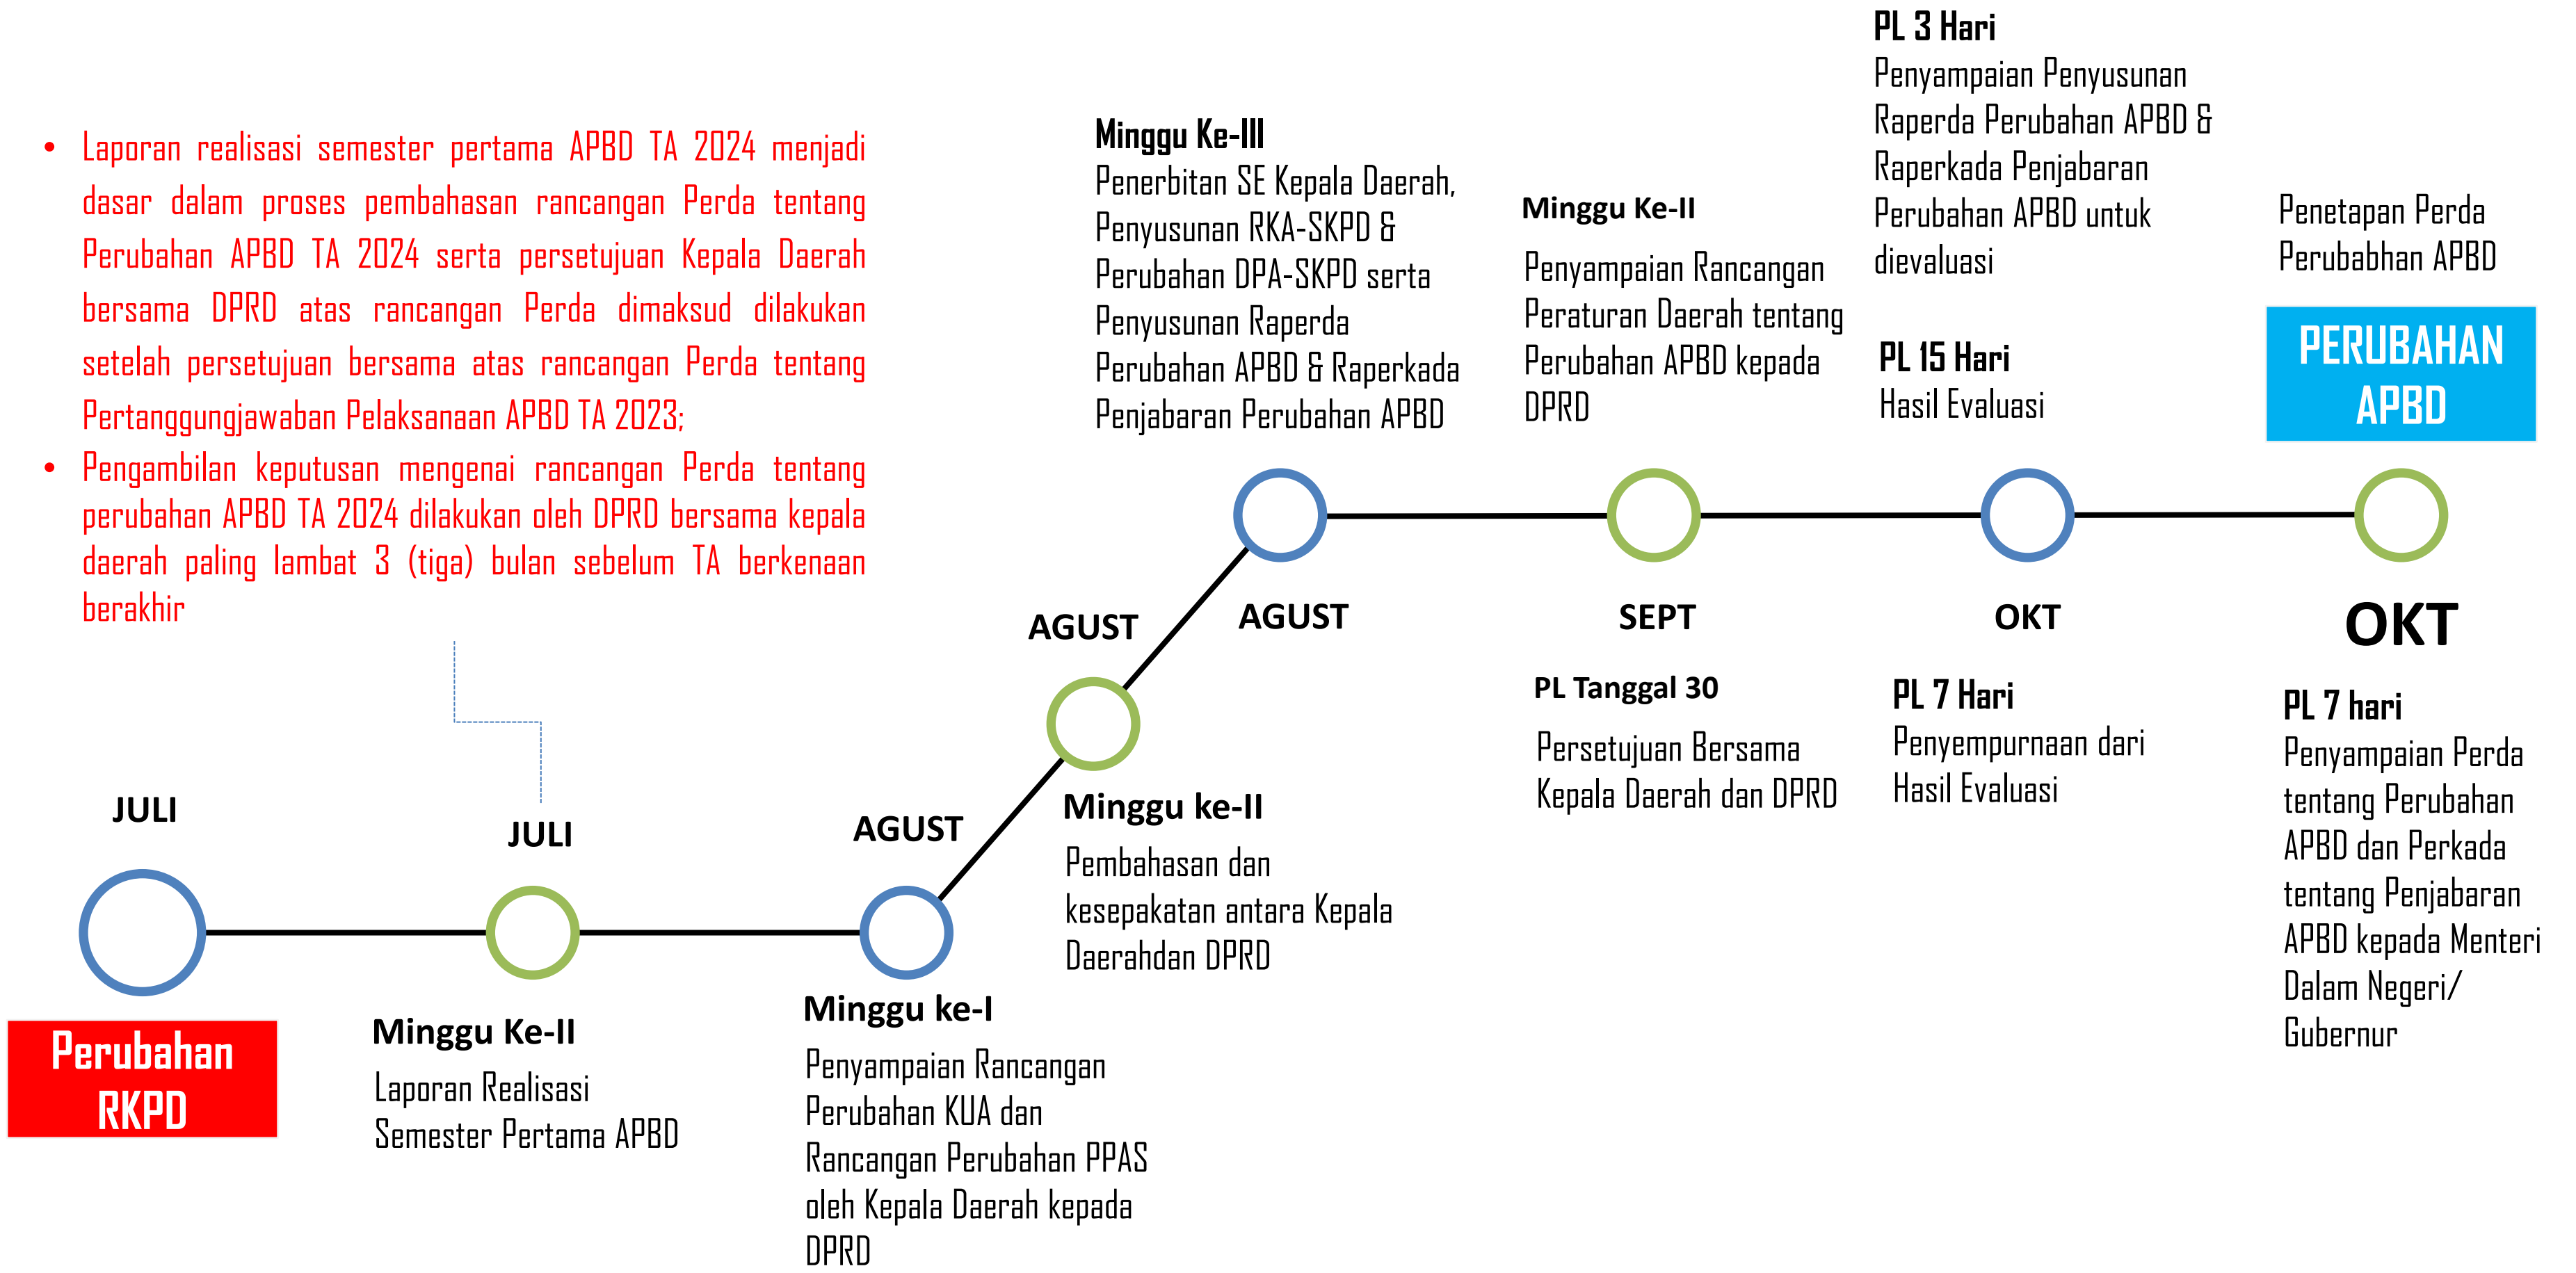 • Laporan realisasi semester pertama APBD TA 2024 menjadi
dasar dalam proses pembahasan rancangan Perda tentang
Perubahan APBD TA 2024 serta persetujuan Kepala Daerah
bersama DPRD atas rancangan Perda dimaksud dilakukan
setelah persetujuan bersama atas rancangan Perda tentang
Pertanggungjawaban Pelaksanaan APBD TA 2023;
• Pengambilan keputusan mengenai rancangan Perda tentang
perubahan APBD TA 2024 dilakukan oleh DPRD bersama kepala
daerah paling lambat 3 (tiga) bulan sebelum TA berkenaan
berakhir
JULI
Perubahan
RKPD
JULI
Minggu Ke-II
Laporan Realisasi
Semester Pertama APBD
AGUST
Minggu ke-I
Penyampaian Rancangan
Perubahan KUA dan
Rancangan Perubahan PPAS
oleh Kepala Daerah kepada
DPRD
AGUST
Minggu ke-II
Pembahasan dan
kesepakatan antara Kepala
Daerahdan DPRD
Minggu Ke-III
Penerbitan SE Kepala Daerah,
Penyusunan RKA-SKPD &
Perubahan DPA-SKPD serta
Penyusunan Raperda
Perubahan APBD & Raperkada
Penjabaran Perubahan APBD
AGUST
Minggu Ke-II
Penyampaian Rancangan
Peraturan Daerah tentang
Perubahan APBD kepada
DPRD
SEPT
PL Tanggal 30
Persetujuan Bersama
Kepala Daerah dan DPRD
PL 3 Hari
Penyampaian Penyusunan
Raperda Perubahan APBD &
Raperkada Penjabaran
Perubahan APBD untuk
dievaluasi
PL 15 Hari
Hasil Evaluasi
OKT
PL 7 Hari
Penyempurnaan dari
Hasil Evaluasi
Penetapan Perda
Perubabhan APBD
PERUBAHAN
APBD
OKT
PL 7 hari
Penyampaian Perda
tentang Perubahan
APBD dan Perkada
tentang Penjabaran
APBD kepada Menteri
Dalam Negeri/
Gubernur